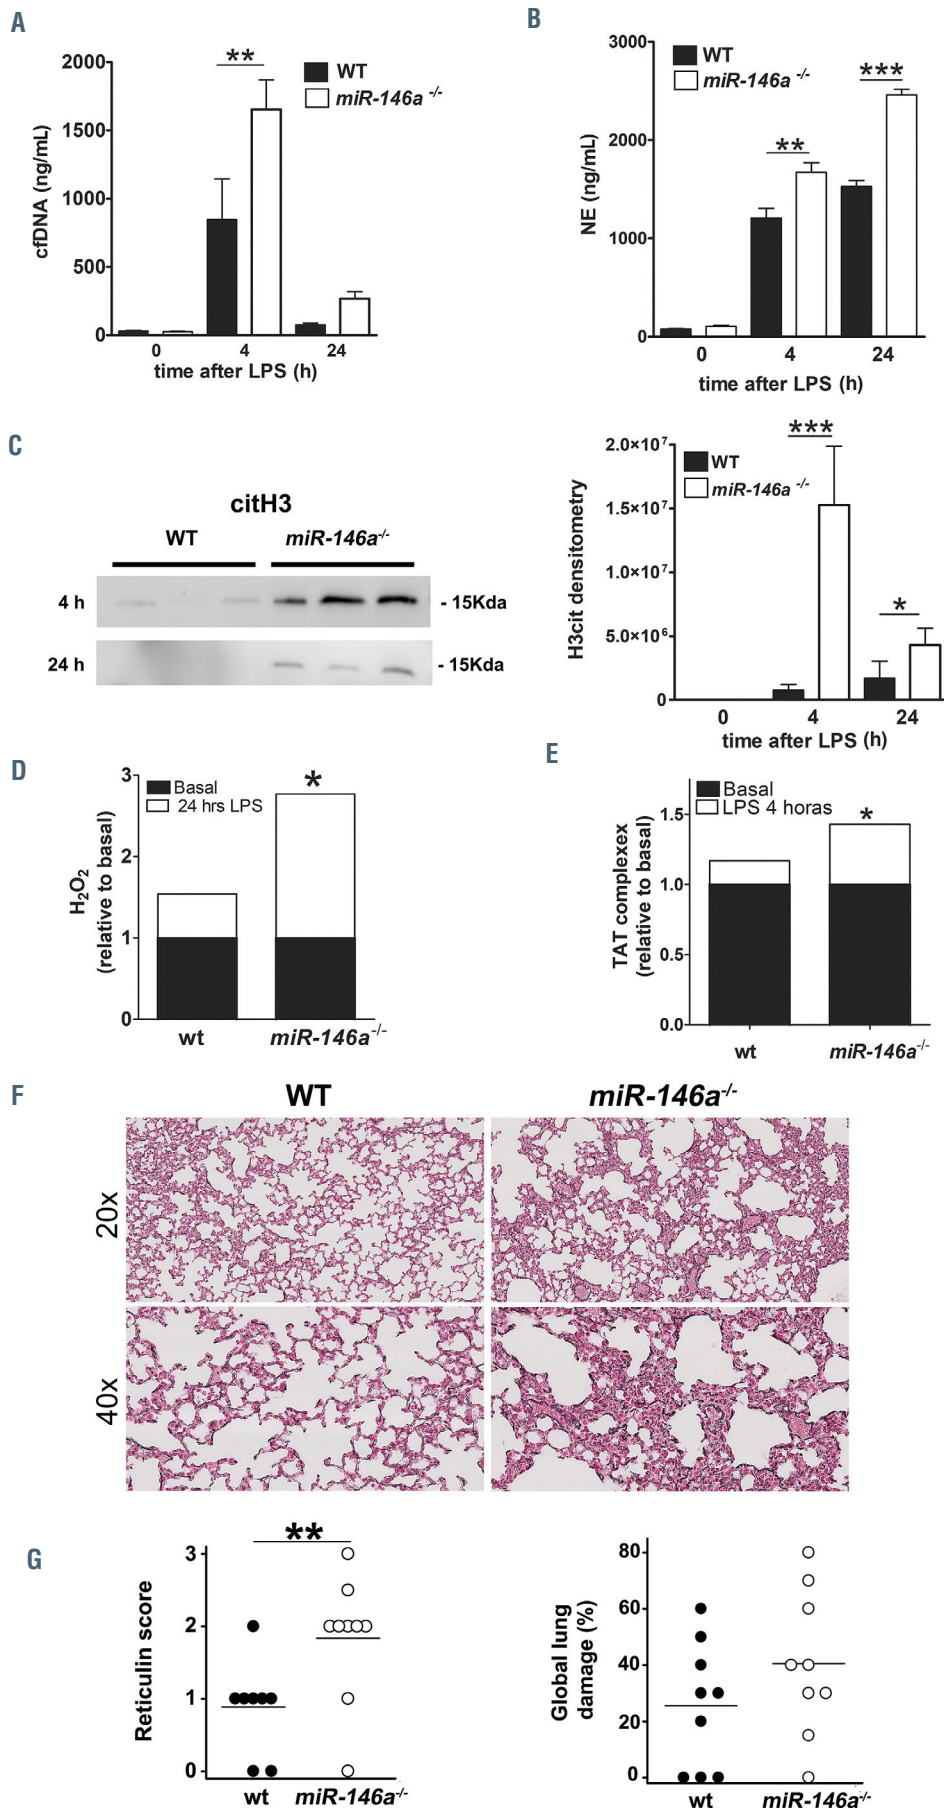 A
**
WT
miR-146a -/-
2000
1500
1000
500
0
cfDNA (ng/mL)
0 4 24
time after LPS (h)
B
***
**
WT
miR-146a -/-
3000
2000
1000
0
NE (ng/mL)
0 4 24
time after LPS (h)
C
citH3
WT miR-146a-/-
4 h - 15Kda
24 h - 15Kda
***
*
WT
miR-146a -/-
2.0×10⁷
1.5×10⁷
1.0×10⁷
5.0×10⁶
0
H3cit densitometry
0 4 24
time after LPS (h)
D
Basal
24 hrs LPS
*
3
2
1
0
H₂O₂
(relative to basal)
wt miR-146a-/-
E
Basal
LPS 4 horas
*
1.5
1.0
0.5
0.0
TAT complexex
(relative to basal)
wt miR-146a-/-
F
WT miR-146a-/-
20x
40x
G
**
3
2
1
0
Reticulin score
wt miR-146a-/-
80
60
40
20
0
Global lung
damage (%)
wt miR-146a-/-